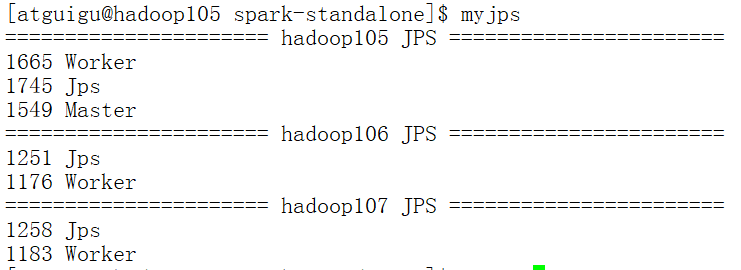 [atguigu@hadoop105 spark-standalone]$ myjps
====================== hadoop105 JPS =======================
1665 Worker
1745 Jps
1549 Master
====================== hadoop106 JPS =======================
1251 Jps
1176 Worker
====================== hadoop107 JPS =======================
1258 Jps
1183 Worker